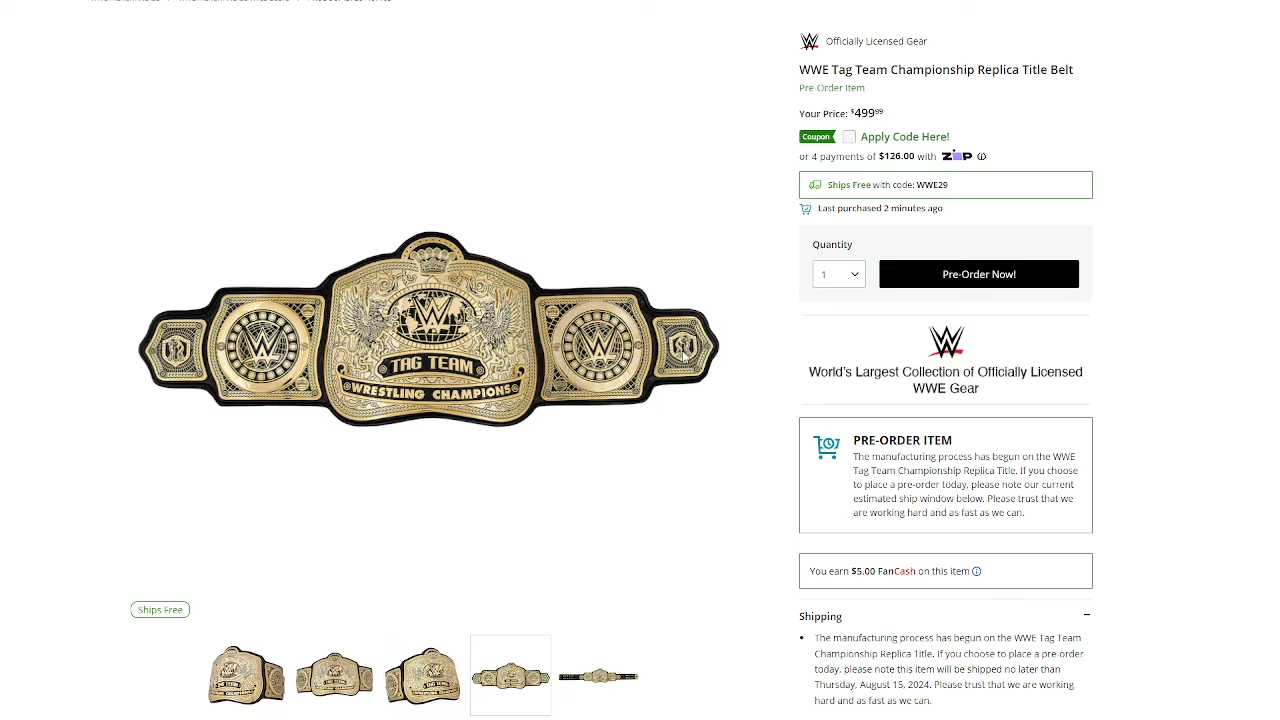 Officially Licensed Gear
WWE Tag Team Championship Replica Title Belt
Pre-Order Item
Your Price: $499.99
Coupon Apply Code Here!
or 4 payments of $126.00 with ZIP
Ships Free with code: WWE29
Last purchased 2 minutes ago
Quantity
1
Pre-Order Now!
TAG TEAM
WRESTLING CHAMPIONS
World's Largest Collection of Officially Licensed
WWE Gear
PRE-ORDER ITEM
The manufacturing process has begun on the WWE
Tag Team Championship Replica Title. If you choose
to place a pre-order today, please note our current
estimated ship window below. Please trust that we
are working hard and as fast as we can.
You earn $5.00 FanCash on this item
Ships Free
Shipping
The manufacturing process has begun on the WWE Tag Team
Championship Replica Title. If you choose to place a pre-order
today, please note this item will be shipped no later than
Thursday, August 15, 2024. Please trust that we are working
hard and as fast as we can.